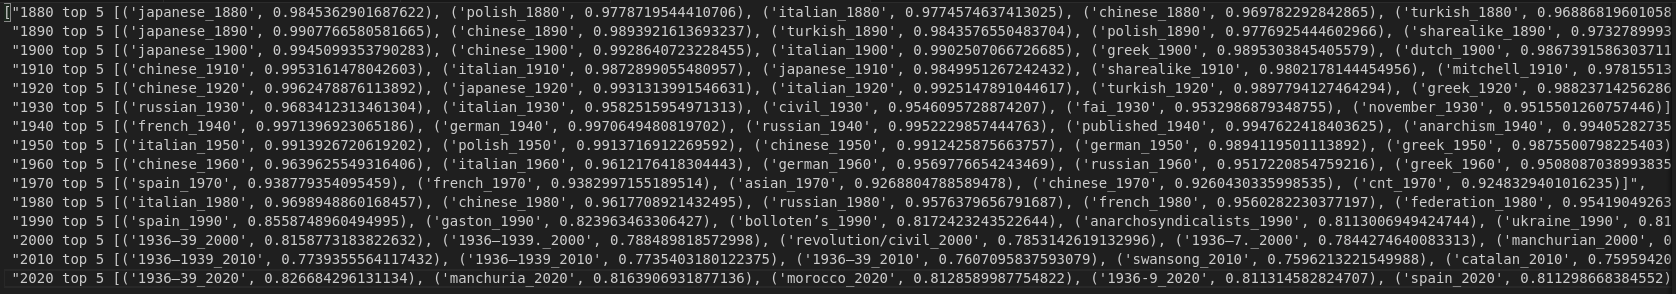 ["1880 top 5 [('japanese_1880', 0.9845362901687622), ('polish_1880', 0.9778719544410706), ('italian_1880', 0.9774574637413025), ('chinese_1880', 0.969782292842865), ('turkish_1880', 0.96886819601058
"1890 top 5 [('japanese_1890', 0.9907766580581665), ('chinese_1890', 0.9893921613693237), ('turkish_1890', 0.9843576550483704), ('polish_1890', 0.9776925444602966), ('sharealike_1890', 0.9732789993
"1900 top 5 [('japanese_1900', 0.9945099353790283), ('chinese_1900', 0.9928640723228455), ('italian_1900', 0.9902507066726685), ('greek_1900', 0.9895303845405579), ('dutch_1900', 0.9867391586303711
"1910 top 5 [('chinese_1910', 0.9953161478042603), ('italian_1910', 0.9872899055480957), ('japanese_1910', 0.9849951267242432), ('sharealike_1910', 0.9802178144454956), ('mitchell_1910', 0.97815513
"1920 top 5 [('chinese_1920', 0.9962478876113892), ('japanese_1920', 0.9931313991546631), ('italian_1920', 0.9925147891044617), ('turkish_1920', 0.9897794127464294), ('greek_1920', 0.98823714256286
"1930 top 5 [('russian_1930', 0.9683412313461304), ('italian_1930', 0.9582515954971313), ('civil_1930', 0.9546095728874207), ('fai_1930', 0.9532986879348755), ('november_1930', 0.9515501260757446)]
"1940 top 5 [('french_1940', 0.9971396923065186), ('german_1940', 0.9970649480819702), ('russian_1940', 0.9952229857444763), ('published_1940', 0.9947622418403625), ('anarchism_1940', 0.99405282735
"1950 top 5 [('italian_1950', 0.9913926720619202), ('polish_1950', 0.9913716912269592), ('chinese_1950', 0.9912425875663757), ('german_1950', 0.9894119501113892), ('greek_1950', 0.9875500798225403)
"1960 top 5 [('chinese_1960', 0.9639625549316406), ('italian_1960', 0.9612176418304443), ('german_1960', 0.9569776654243469), ('russian_1960', 0.9517220854759216), ('greek_1960', 0.9508087038993835
"1970 top 5 [('spain_1970', 0.938779354095459), ('french_1970', 0.9382997155189514), ('asian_1970', 0.9268804788589478), ('chinese_1970', 0.9260430335998535), ('cnt_1970', 0.9248329401016235)]",
"1980 top 5 [('italian_1980', 0.9698948860168457), ('chinese_1980', 0.9617708921432495), ('russian_1980', 0.9576379656791687), ('french_1980', 0.9560282230377197), ('federation_1980', 0.95419049263
"1990 top 5 [('spain_1990', 0.8558748960494995), ('gaston_1990', 0.823963463306427), ('bolloten’s_1990', 0.8172423243522644), ('anarchosyndicalists_1990', 0.8113006949424744), ('ukraine_1990', 0.81
"2000 top 5 [('1936–39_2000', 0.8158773183822632), ('1936–1939._2000', 0.788489818572998), ('revolution/civil_2000', 0.7853142619132996), ('1936–7._2000', 0.7844274640083313), ('manchurian_2000', 0
"2010 top 5 [('1936–1939_2010', 0.7739355564117432), ('1936—1939_2010', 0.7735403180122375), ('1936—39_2010', 0.7607095837593079), ('swansong_2010', 0.7596213221549988), ('catalan_2010', 0.75959420
"2020 top 5 [('1936–39_2020', 0.826684296131134), ('manchuria_2020', 0.8163906931877136), ('morocco_2020', 0.8128589987754822), ('1936-9_2020', 0.811314582824707), ('spain_2020', 0.811298668384552)